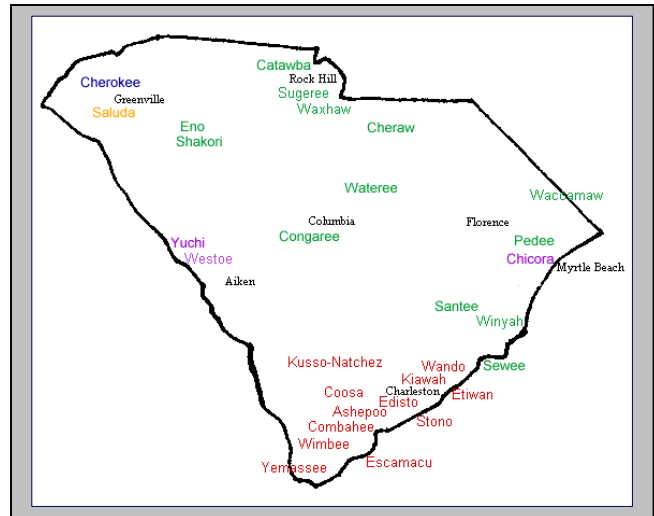 Catawba
Rock Hill
Cherokee
Sugeree
Greenville
Waxhaw
Saluda
Eno
Cheraw
Shakori
Wateree
Waccamaw
Columbia
Florence
Congaree
Pedee
Yuchi
Westoe
Chicora
Myrtle Beach
Aiken
Santee
Winyah
Kusso-Natchez
Wando
Sewee
Kiawah
Coosa
Charleston
Etiwan
Edisto
Ashepoo
Stono
Combahee
Wimbee
Yemassee
Escamacu